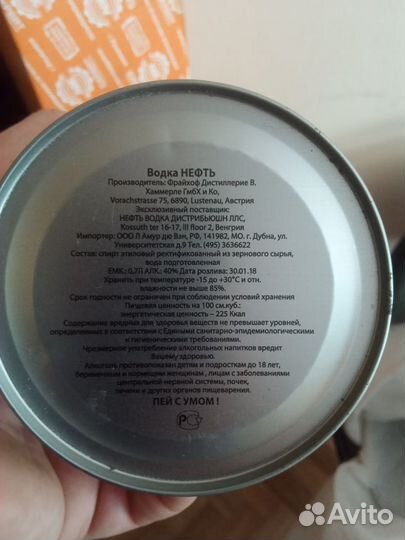 Водка НЕФТЬ
Производитель: Фрайхоф Дистиллерие В.
Хаммерле ГмбХ и Ко,
Vorachstrasse 75, 6890, Lustenau, Австрия
Эксклюзивный поставщик:
НЕФТЬ ВОДКА ДИСТРИБЬЮШН ЛЛС,
Kossuth ter 16-17, III floor 2, Венгрия
Импортер: ООО Л Амур дю Ван, РФ, 141982, МО. г. Дубна, ул.
Университетская д.9 Тел. (495) 3636622
Состав: спирт этиловый ректификованный из зернового сырья,
вода подготовленная
ЕМК.: 0,7Л АЛК.: 40% Дата розлива: 30.01.18
Хранить при температуре -15 до +30°С и отн.
влажности не выше 85%.
Срок годности не ограничен при соблюдении условий хранения
Пищевая ценность на 100 см.куб.:
энергетическая ценность – 225 Ккал
Содержание вредных для здоровья веществ не превышает уровней,
определенных в соответствии с Едиными санитарно-эпидемиологическими
и гигиеническими требованиями.
Чрезмерное употребление алкогольных напитков вредит
Вашему здоровью.
Алкоголь противопоказан детям и подросткам до 18 лет,
беременным и кормящим женщинам , лицам с заболеваниями
центральной нервной системы, почек,
печени и других органов пищеварения.
ПЕЙ С УМОМ !
Avito